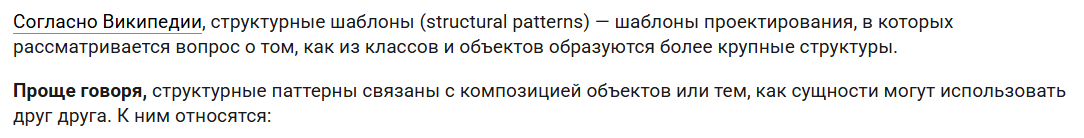 Согласно Википедии, структурные шаблоны (structural patterns) — шаблоны проектирования, в которых
рассматривается вопрос о том, как из классов и объектов образуются более крупные структуры.
Проще говоря, структурные паттерны связаны с композицией объектов или тем, как сущности могут использовать
друг друга. К ним относятся: